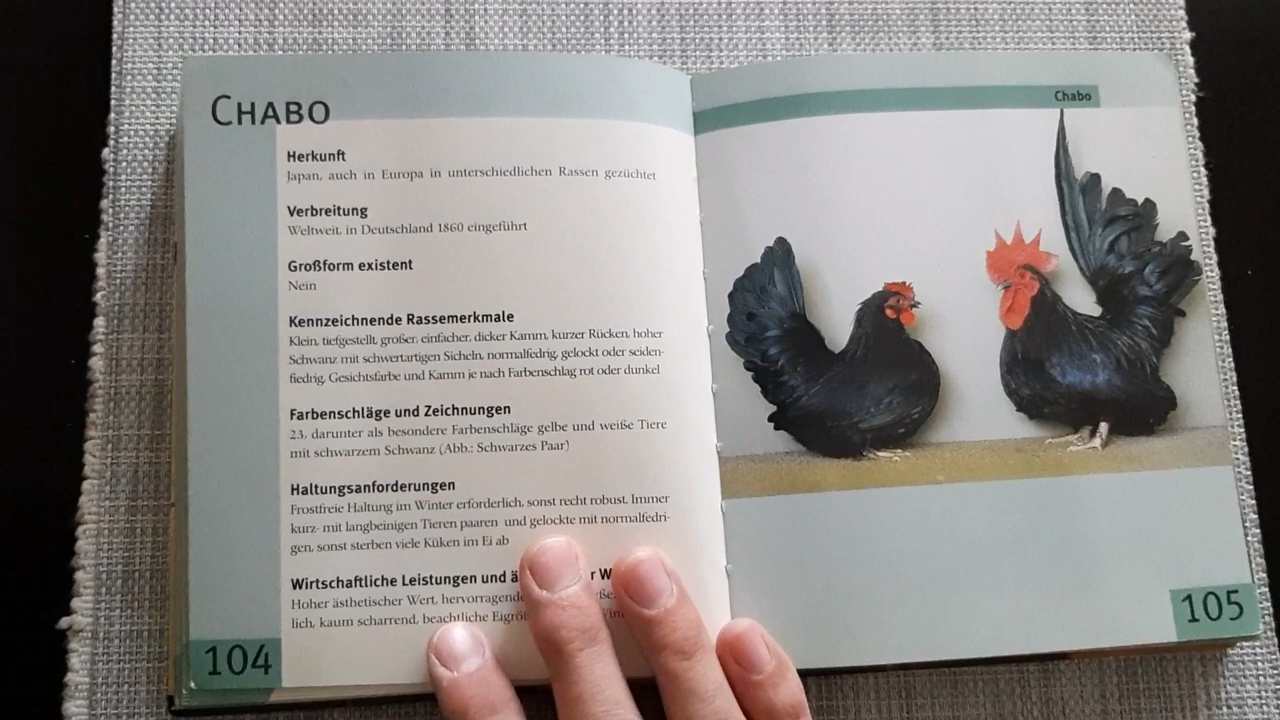 CHABO
Herkunft
Japan, auch in Europa in unterschiedlichen Rassen gezüchtet
Verbreitung
Weltweit, in Deutschland 1860 eingeführt
Großform existent
Nein
Kennzeichnende Rassemerkmale
Klein, tiefgestellt, großer, einfacher, dicker Kamm, kurzer Rücken, hoher
Schwanz mit schwertartigen Sicheln, normalfedrig, gelockt oder seiden-
fiedrig, Gesichtsfarbe und Kamm je nach Farbenschlag rot oder dunkel
Farbenschläge und Zeichnungen
23, darunter als besondere Farbenschläge gelbe und weiße Tiere
mit schwarzem Schwanz (Abb.: Schwarzes Paar)
Haltungsanforderungen
Frostfreie Haltung im Winter erforderlich, sonst recht robust. Immer
kurz- mit langbeinigen Tieren paaren und gelockte mit normalfedri-
gen, sonst sterben viele Küken im Ei ab
Wirtschaftliche Leistungen und
Hoher ästhetischer Wert, hervorragende
lich, kaum scharrend, beachtliche
104
Chabo
105